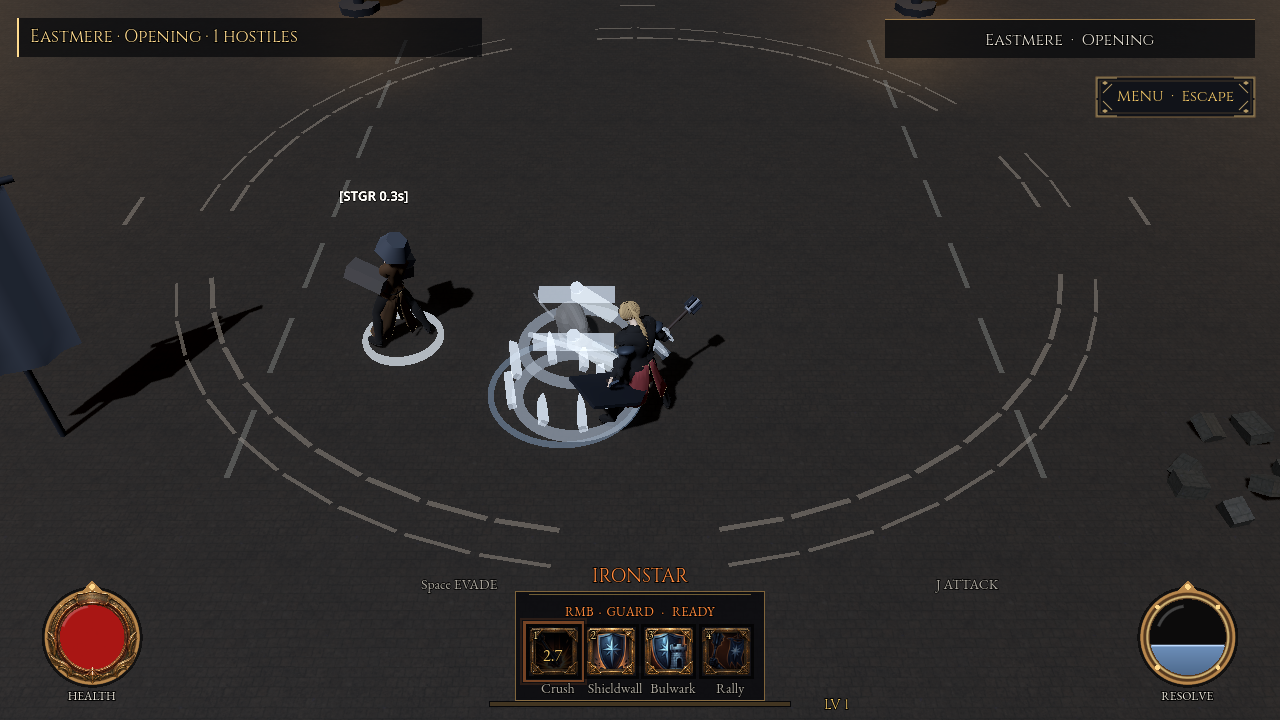 EASTMERE · OPENING · 1 HOSTILES
EASTMERE · OPENING
MENU · ESCAPE
[STGR 0.3s]
Space EVADE
IRONSTAR
J ATTACK
RMB · GUARD · READY
1 2 3 4
2.7
Crush Shieldwall Bulwark Rally
HEALTH
RESOLVE
LV 1